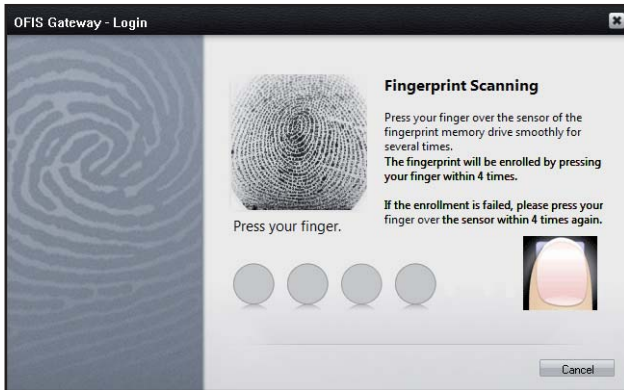 OFIS Gateway - Login
Fingerprint Scanning
Press your finger over the sensor of the
fingerprint memory drive smoothly for
several times.
The fingerprint will be enrolled by pressing
your finger within 4 times.
If the enrollment is failed, please press your
finger over the sensor within 4 times again.
Press your finger.
Cancel